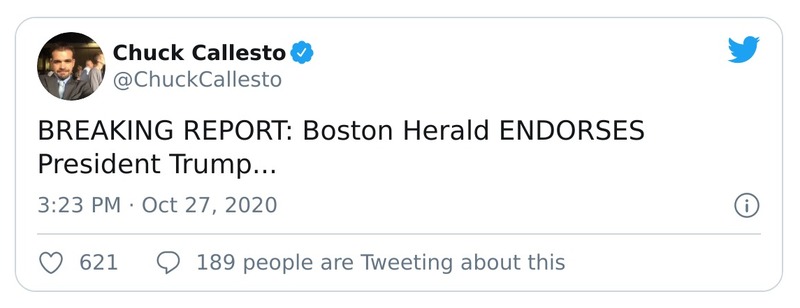 Chuck Callesto
@ChuckCallesto
BREAKING REPORT: Boston Herald ENDORSES
President Trump...
3:23 PM · Oct 27, 2020
621 189 people are Tweeting about this